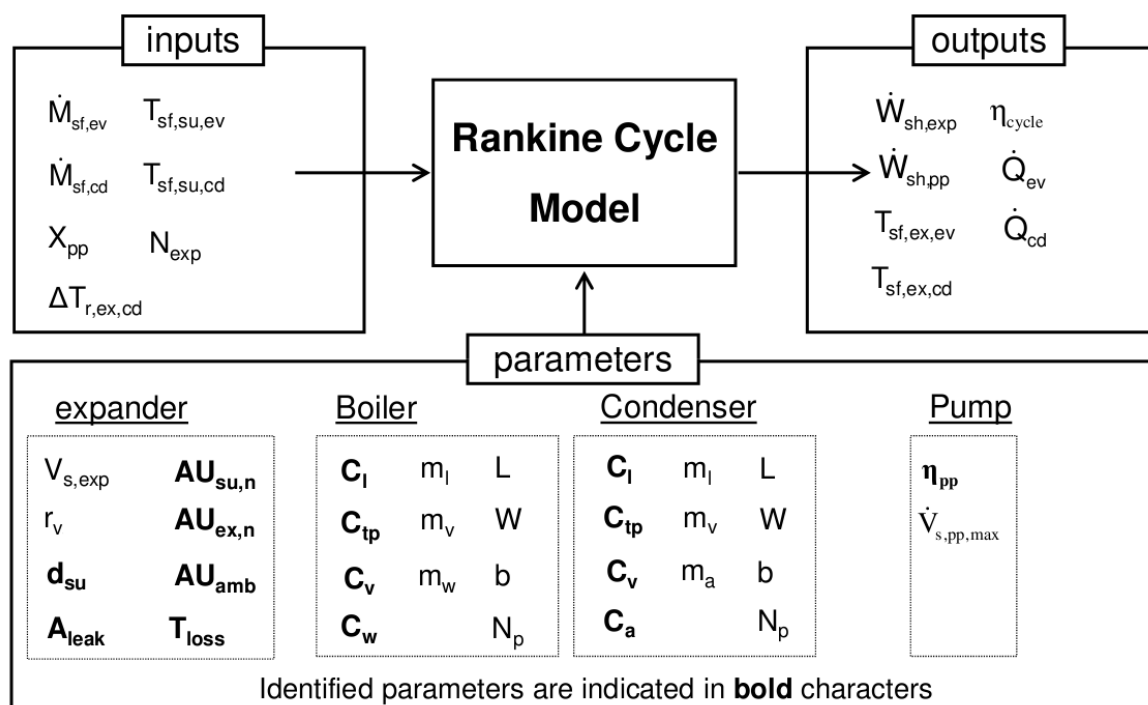 inputs
Ṁsf,ev Tsf,su,ev
Ṁsf,cd Tsf,su,cd
Xpp Nexp
ΔTr,ex,cd
Rankine Cycle
Model
outputs
Ẇsh,exp ηcycle
Ẇsh,pp Q̇ev
Tsf,ex,ev Q̇cd
Tsf,ex,cd
parameters
expander
Vs,exp AUsu,n
rv AUex,n
dsu AUamb
Aleak Tloss
Boiler
Cl ml L
Ctp mv W
Cv mw b
Cw Np
Condenser
Cl ml L
Ctp mv W
Cv ma b
Ca Np
Pump
ηpp
V̇s,pp,max
Identified parameters are indicated in bold characters